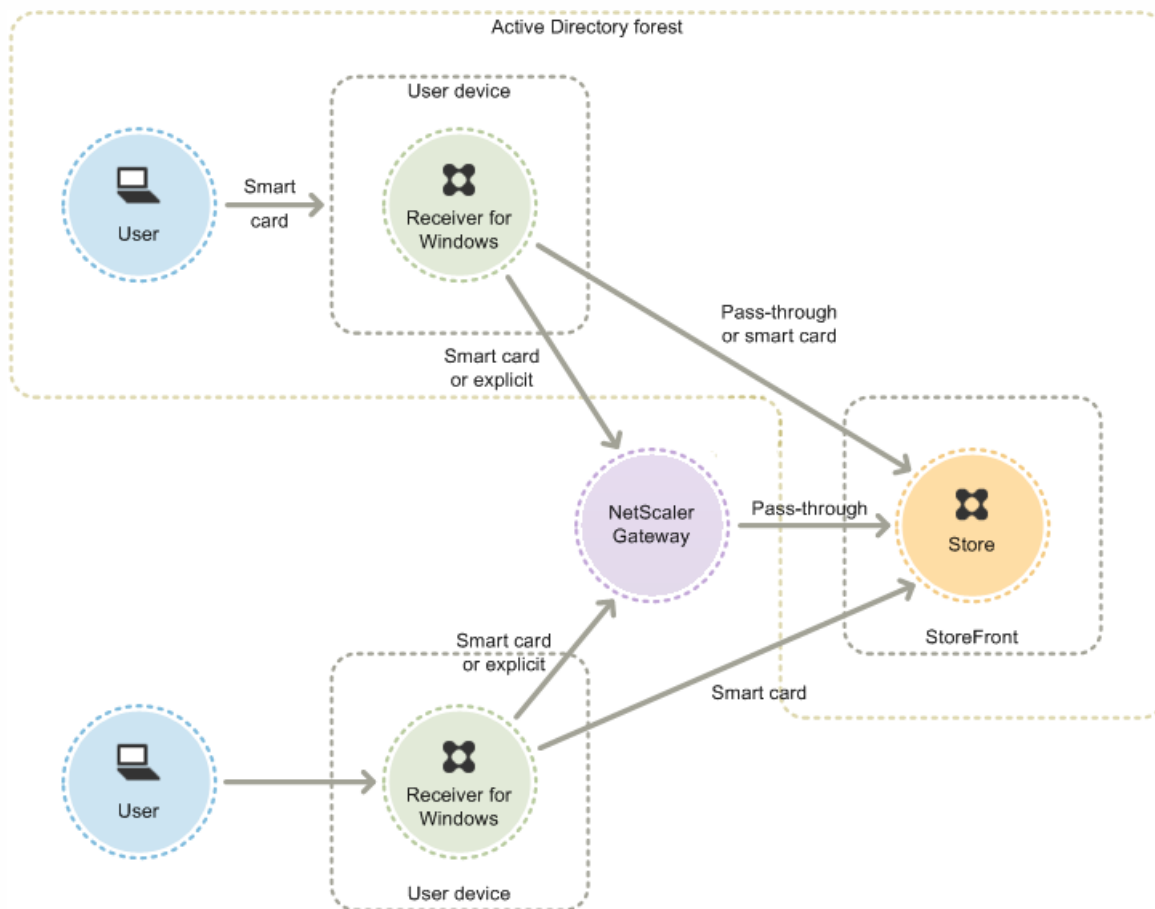 Active Directory forest
User device
Smart
card
User
Receiver for
Windows
Pass-through
or smart card
Smart card
or explicit
NetScaler
Gateway
Pass-through
Store
StoreFront
Smart card
or explicit
Smart card
User
Receiver for
Windows
User device